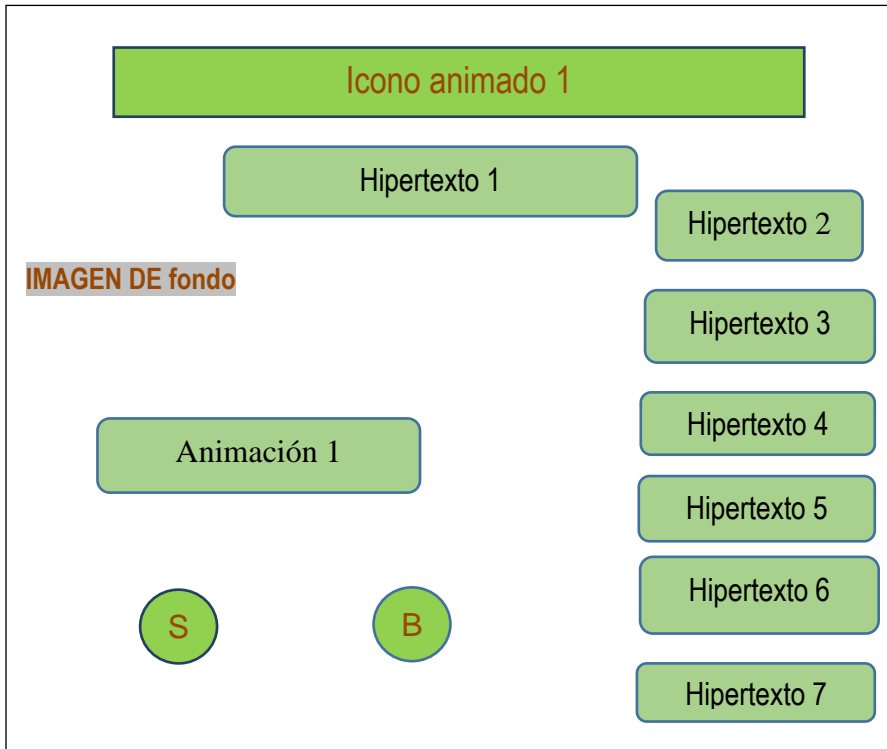 Icono animado 1
Hipertexto 1
Hipertexto 2
IMAGEN DE fondo
Hipertexto 3
Hipertexto 4
Animación 1
Hipertexto 5
Hipertexto 6
S
B
Hipertexto 7